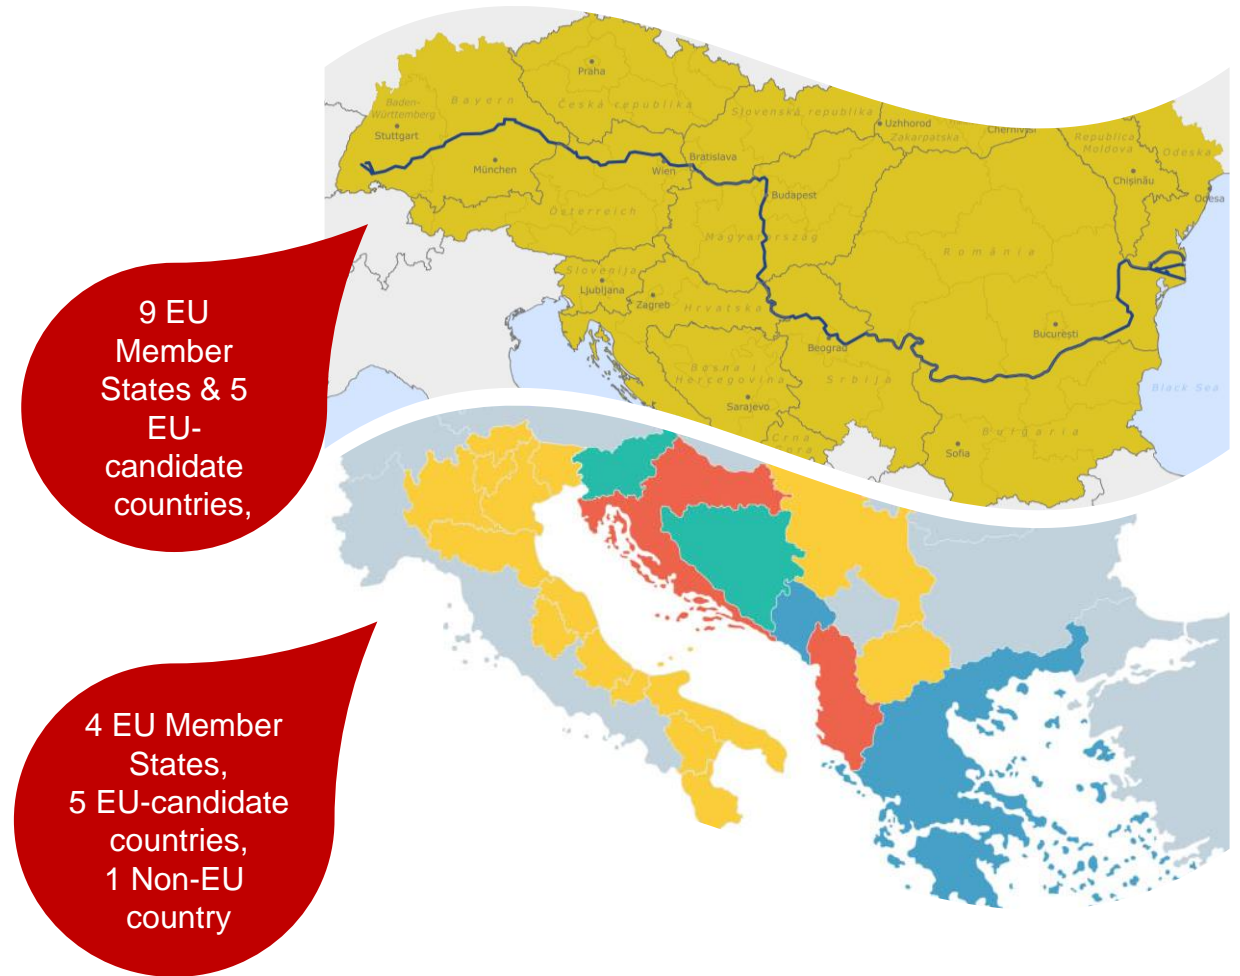 Praha
Baden-
Württemberg
Bayern
Česká republika
Slovenská republika
Uzhhorod
Zakarpatska
Chernivtsi
Republica
Moldova
Odeska
Stuttgart
München
Wien
Bratislava
Budapest
Chișinău
Odesa
Österreich
Magyarország
România
Slovenija
Ljubljana
Zagreb
Hrvatska
Beograd
București
Bosna i
Hercegovina
Srbija
Black Sea
Sarajevo
Crna
Sofia
Bulgaria
9 EU
Member
States & 5
EU-
candidate
countries,
4 EU Member
States,
5 EU-candidate
countries,
1 Non-EU
country